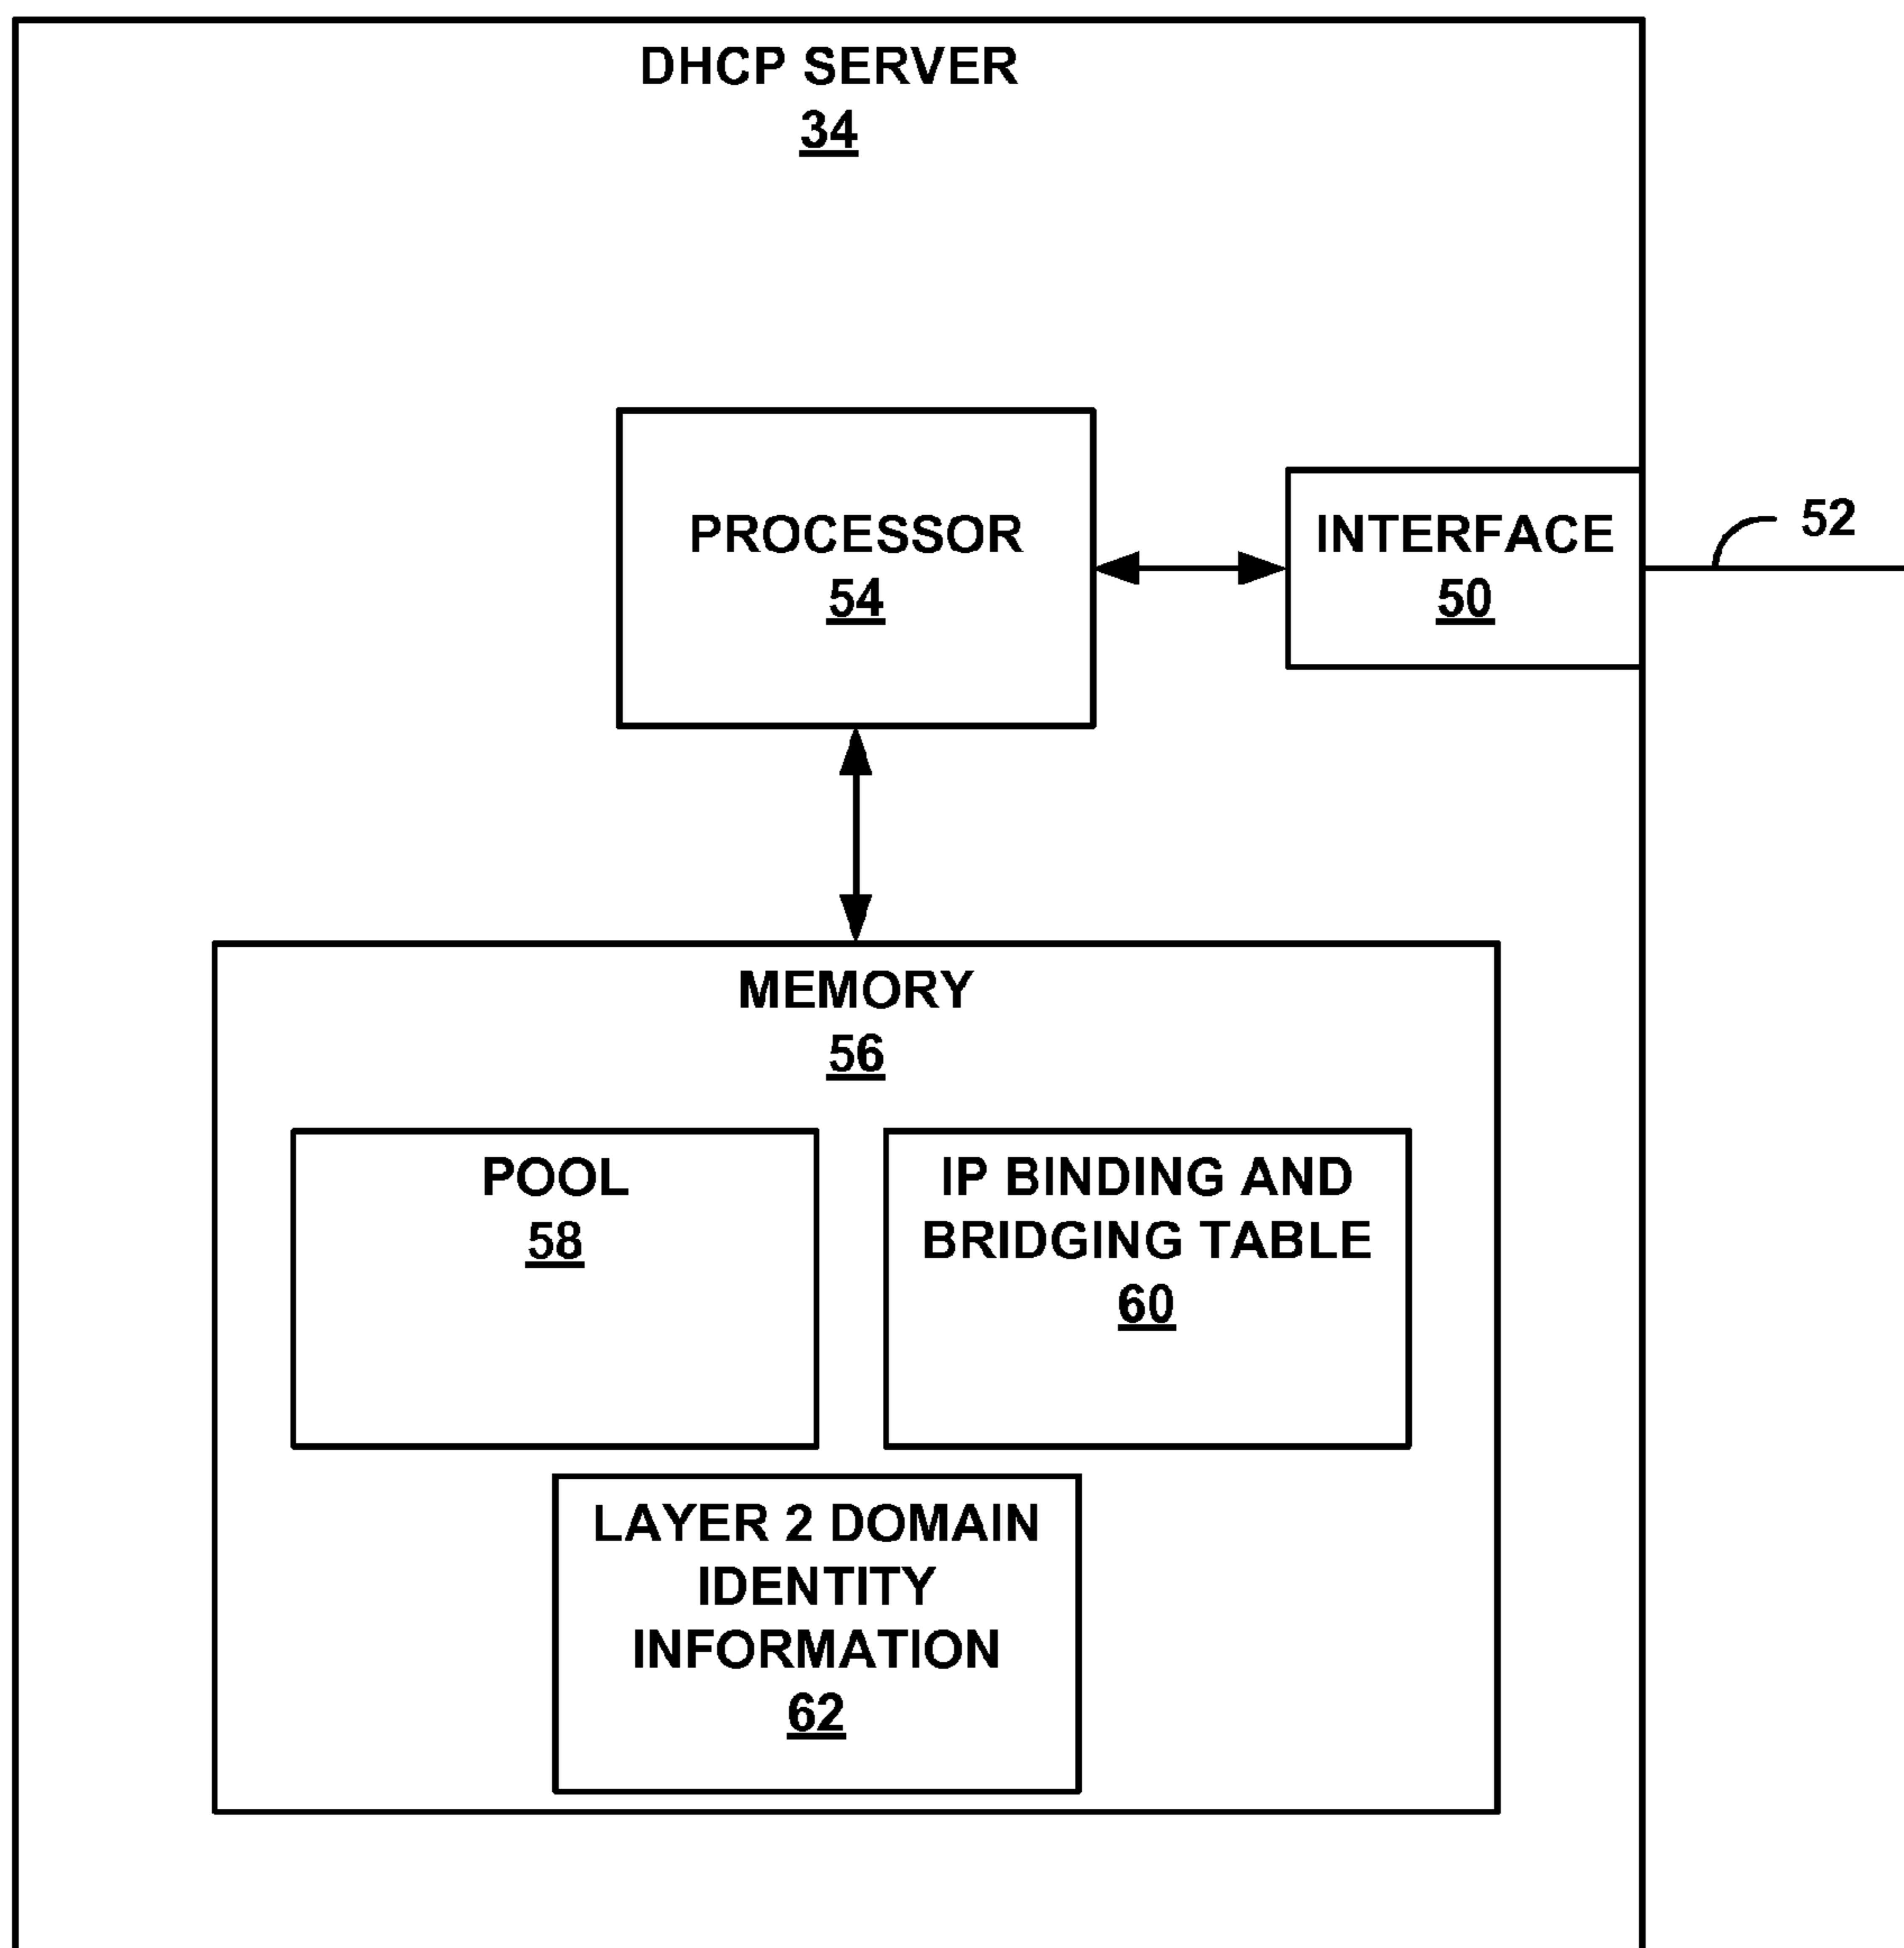 DHCP SERVER
34
PROCESSOR
54
INTERFACE
50
52
MEMORY
56
POOL
58
IP BINDING AND
BRIDGING TABLE
60
LAYER 2 DOMAIN
IDENTITY
INFORMATION
62